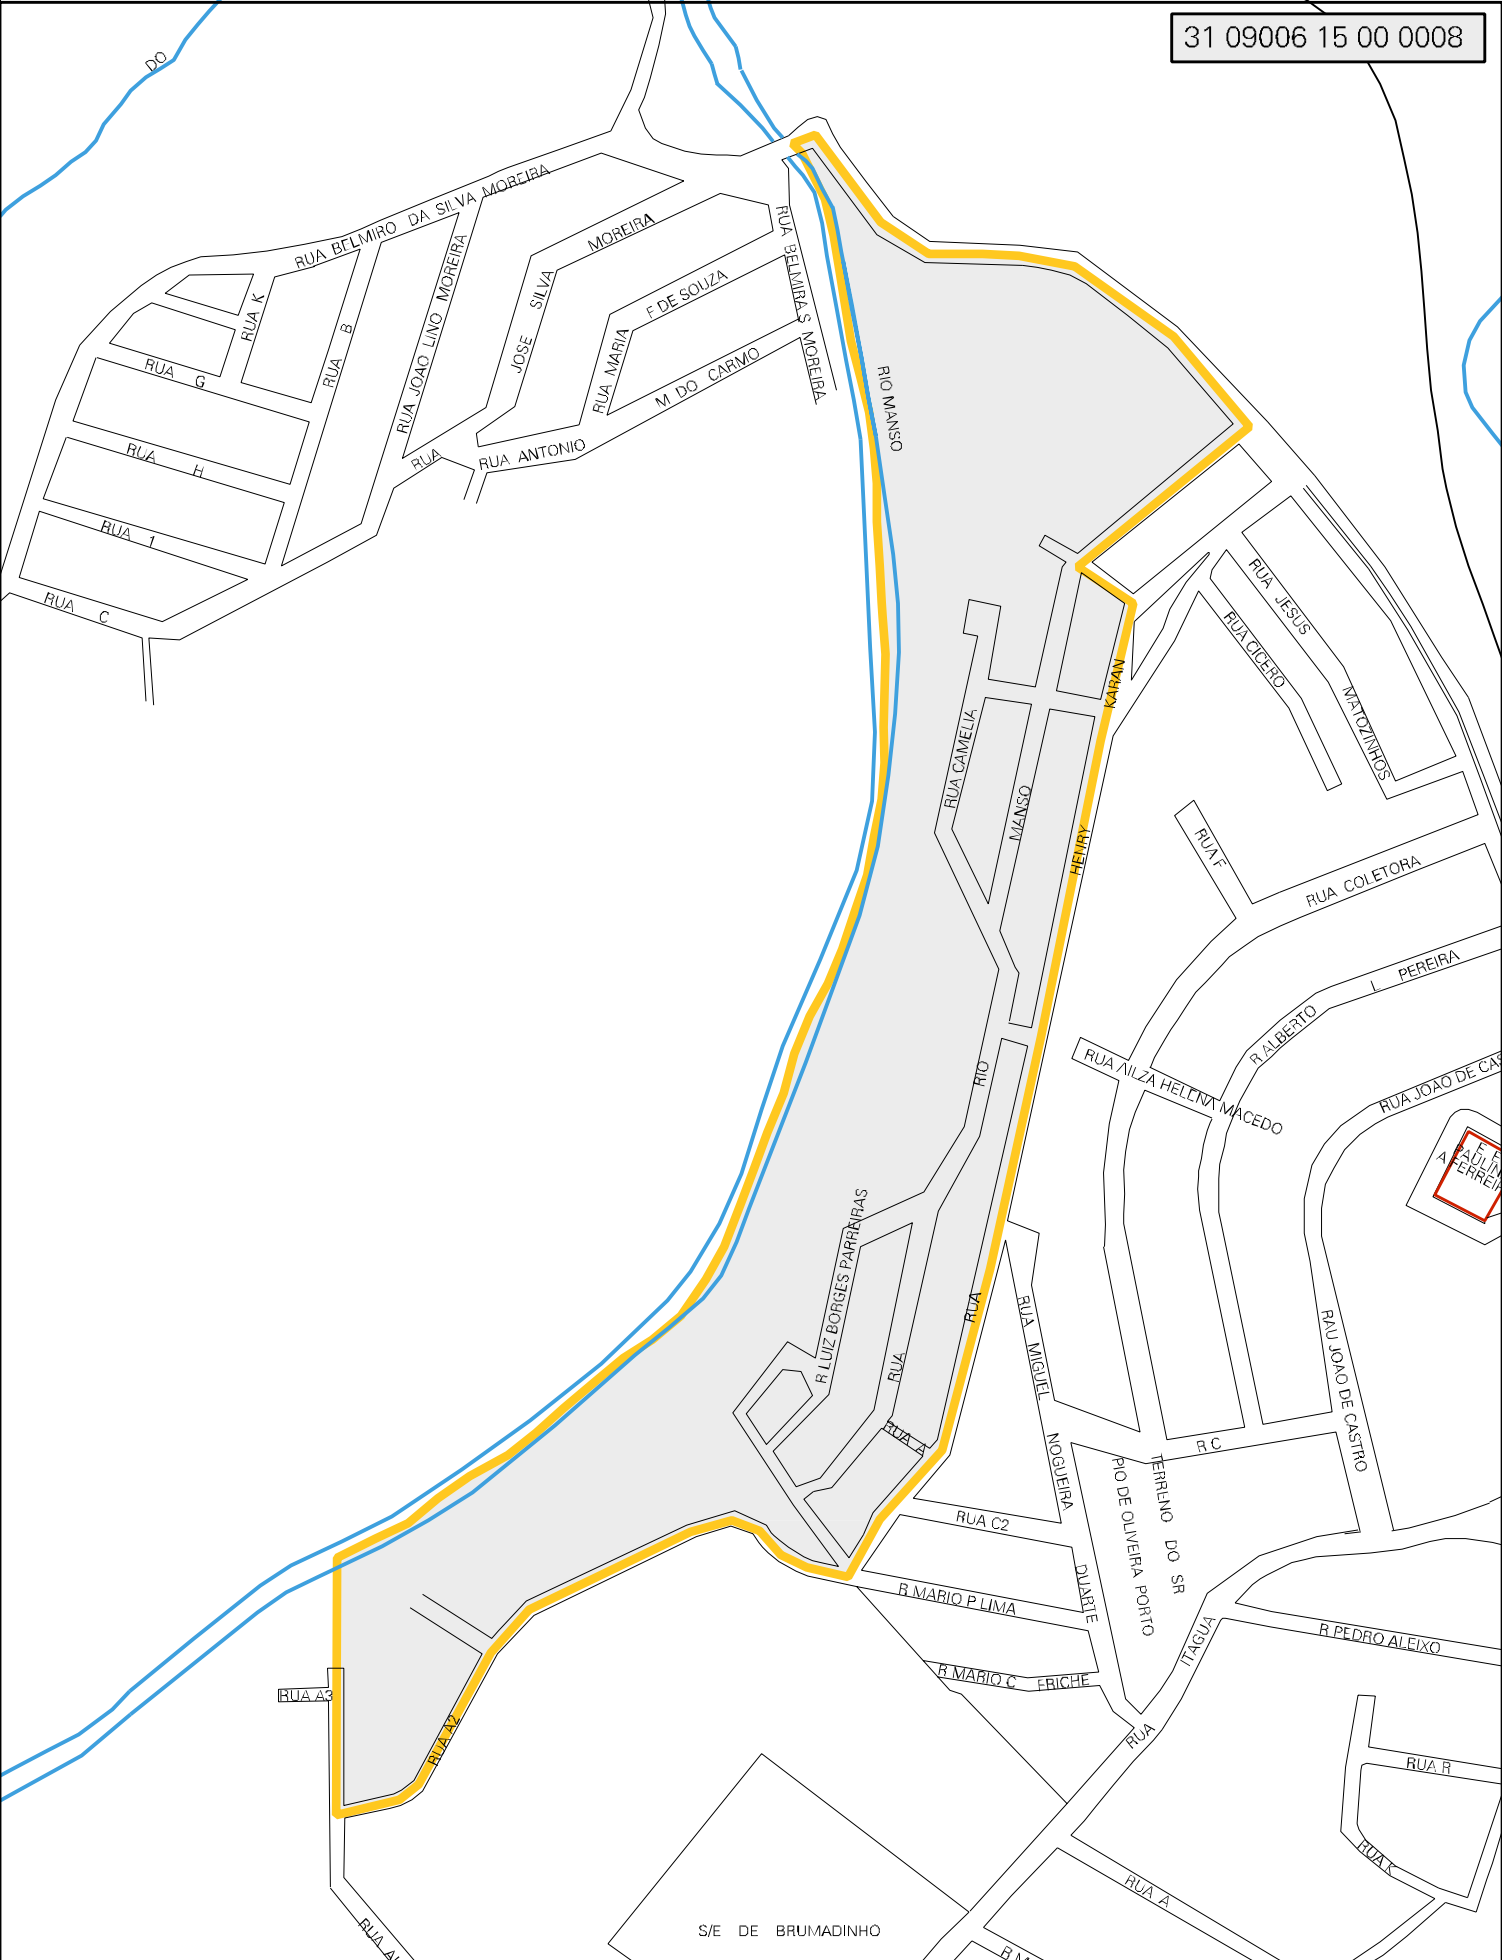 31 09006 15 00 0008
DO
RUA BELMIRO DA SILVA MOREIRA
RUA K
RUA B
RUA JOAO LINO MOREIRA
JOSE SILVA MOREIRA
RUA MARIA F DE SOUZA
RUA BELMIRA S MOREIRA
RUA G
RUA H
RUA 1
RUA C
RUA
RUA ANTONIO M DO CARMO
RIO MANSO
RUA JESUS MATOZINHOS
RUA CICERO
RUA CAMELIA
RUA RIO MANSO
RUA HENRY KARAN
RUA F
RUA COLETORA
R ALBERTO L PEREIRA
RUA NILZA HELENA MACEDO
RUA JOAO DE
A FERREI
R LUIZ BORGES PARREIRAS
RUA A
RUA MIGUEL NOGUEIRA DUARTE
RAU JOAO DE CASTRO
R C
TERRENO DO SR
PIO DE OLIVEIRA PORTO
RUA C2
R MARIO P LIMA
R MARIO C FRICHE
RUA ITAGUA
R PEDRO ALEIXO
RUA R
RUA K
RUA A
RUA A3
RUA A2
RUA
S/E DE BRUMADINHO